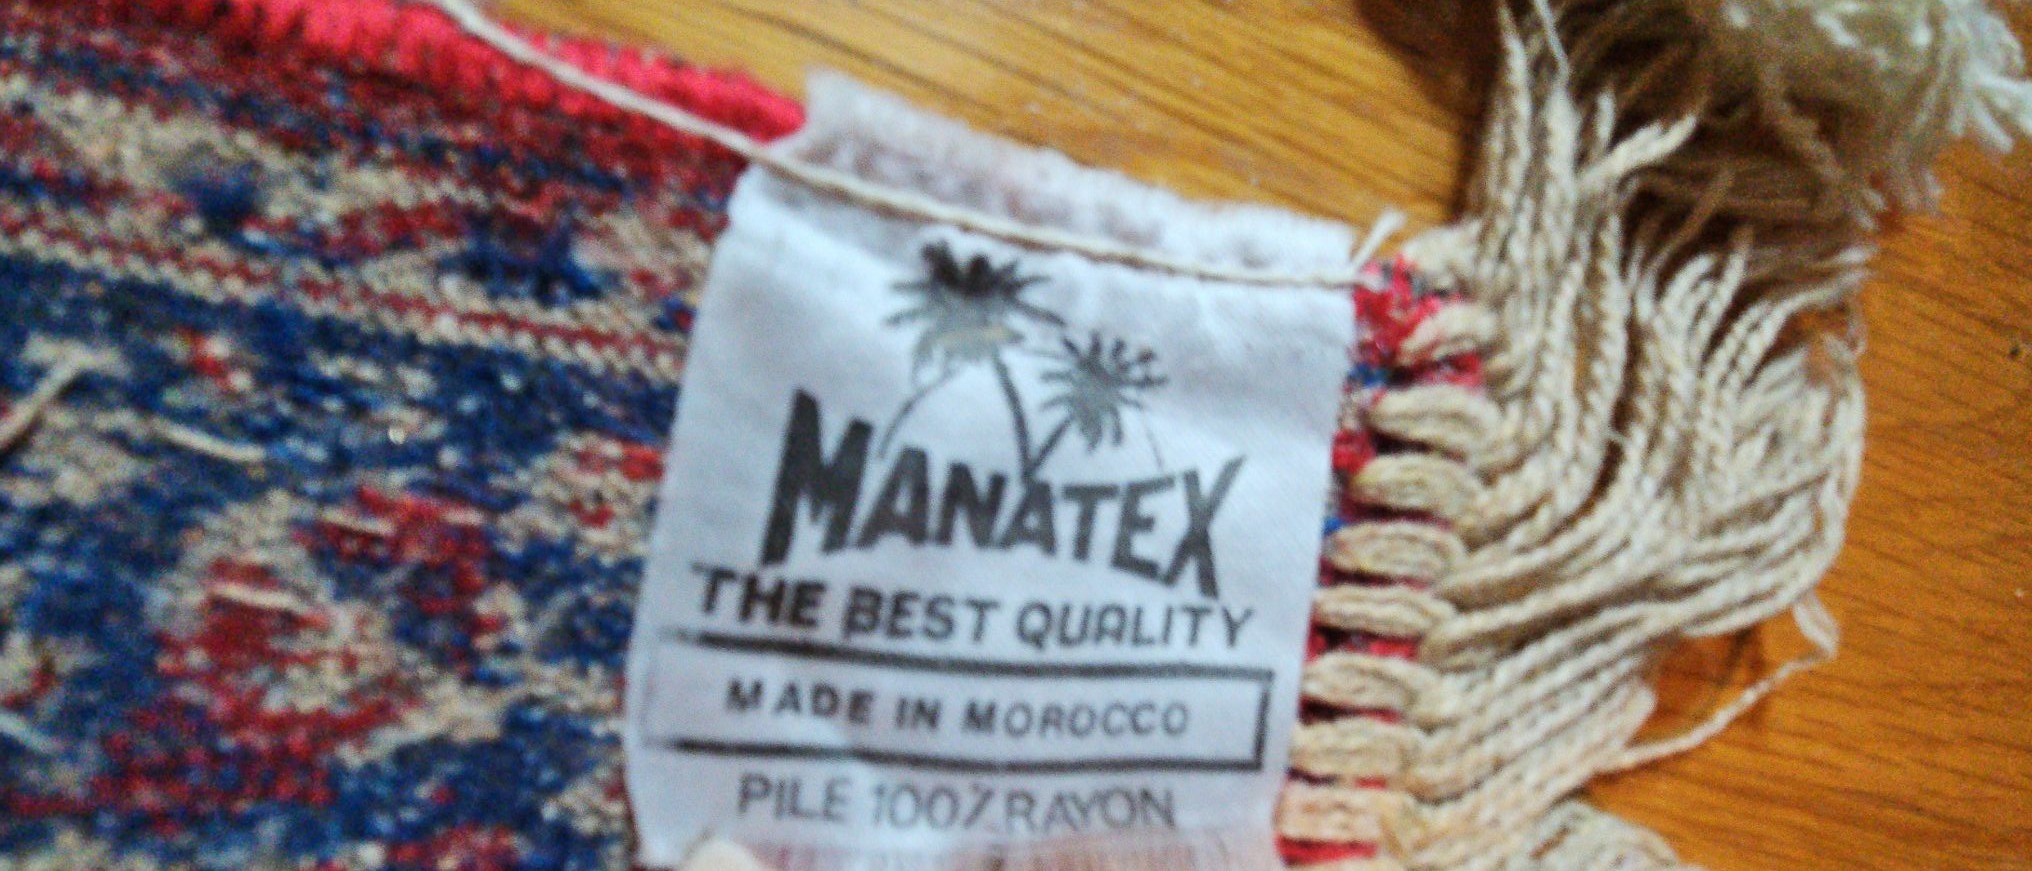 MANATEX
THE BEST QUALITY
MADE IN MOROCCO
PILE 100% RAYON